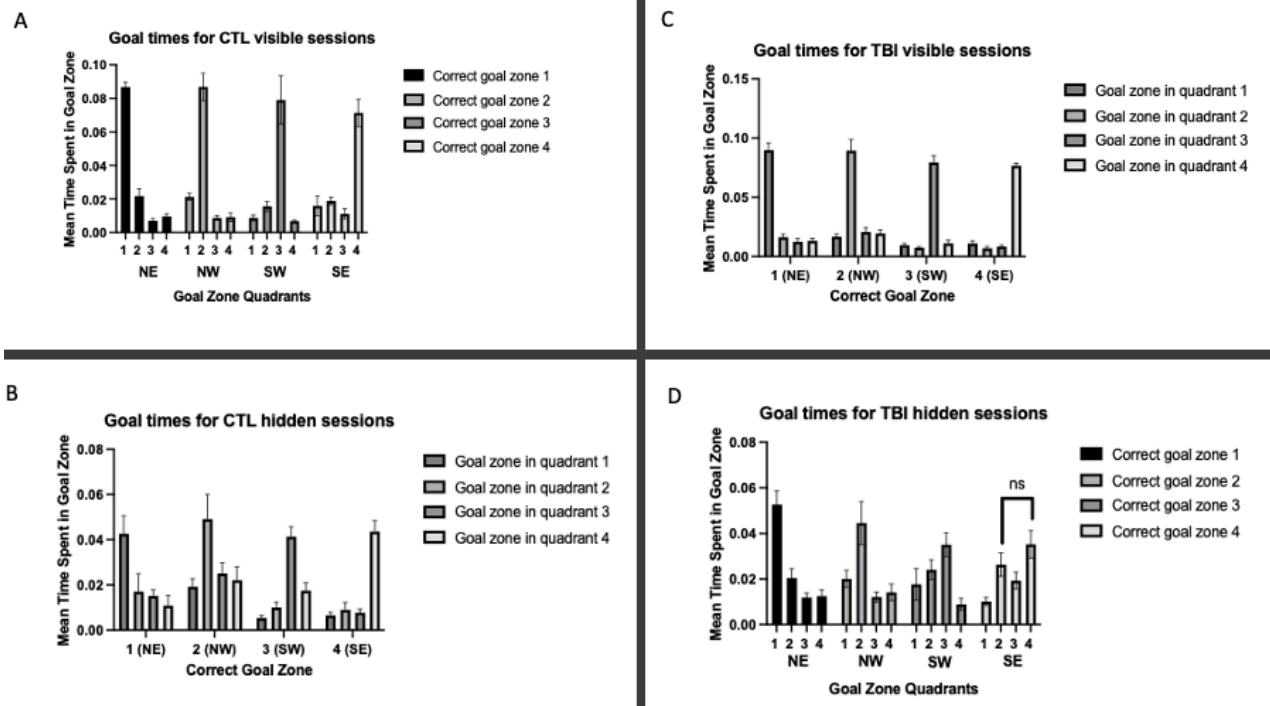 A
Goal times for CTL visible sessions
Mean Time Spent in Goal Zone
0.10
0.08
0.06
0.04
0.02
0.00
1 2 3 4 1 2 3 4 1 2 3 4 1 2 3 4
NE NW SW SE
Goal Zone Quadrants
Correct goal zone 1
Correct goal zone 2
Correct goal zone 3
Correct goal zone 4
C
Goal times for TBI visible sessions
Mean Time Spent in Goal Zone
0.15
0.10
0.05
0.00
1 (NE) 2 (NW) 3 (SW) 4 (SE)
Correct Goal Zone
Goal zone in quadrant 1
Goal zone in quadrant 2
Goal zone in quadrant 3
Goal zone in quadrant 4
B
Goal times for CTL hidden sessions
Mean Time Spent in Goal Zone
0.08
0.06
0.04
0.02
0.00
1 (NE) 2 (NW) 3 (SW) 4 (SE)
Correct Goal Zone
Goal zone in quadrant 1
Goal zone in quadrant 2
Goal zone in quadrant 3
Goal zone in quadrant 4
D
Goal times for TBI hidden sessions
Mean Time Spent in Goal Zone
0.08
0.06
0.04
0.02
0.00
ns
1 2 3 4 1 2 3 4 1 2 3 4 1 2 3 4
NE NW SW SE
Goal Zone Quadrants
Correct goal zone 1
Correct goal zone 2
Correct goal zone 3
Correct goal zone 4